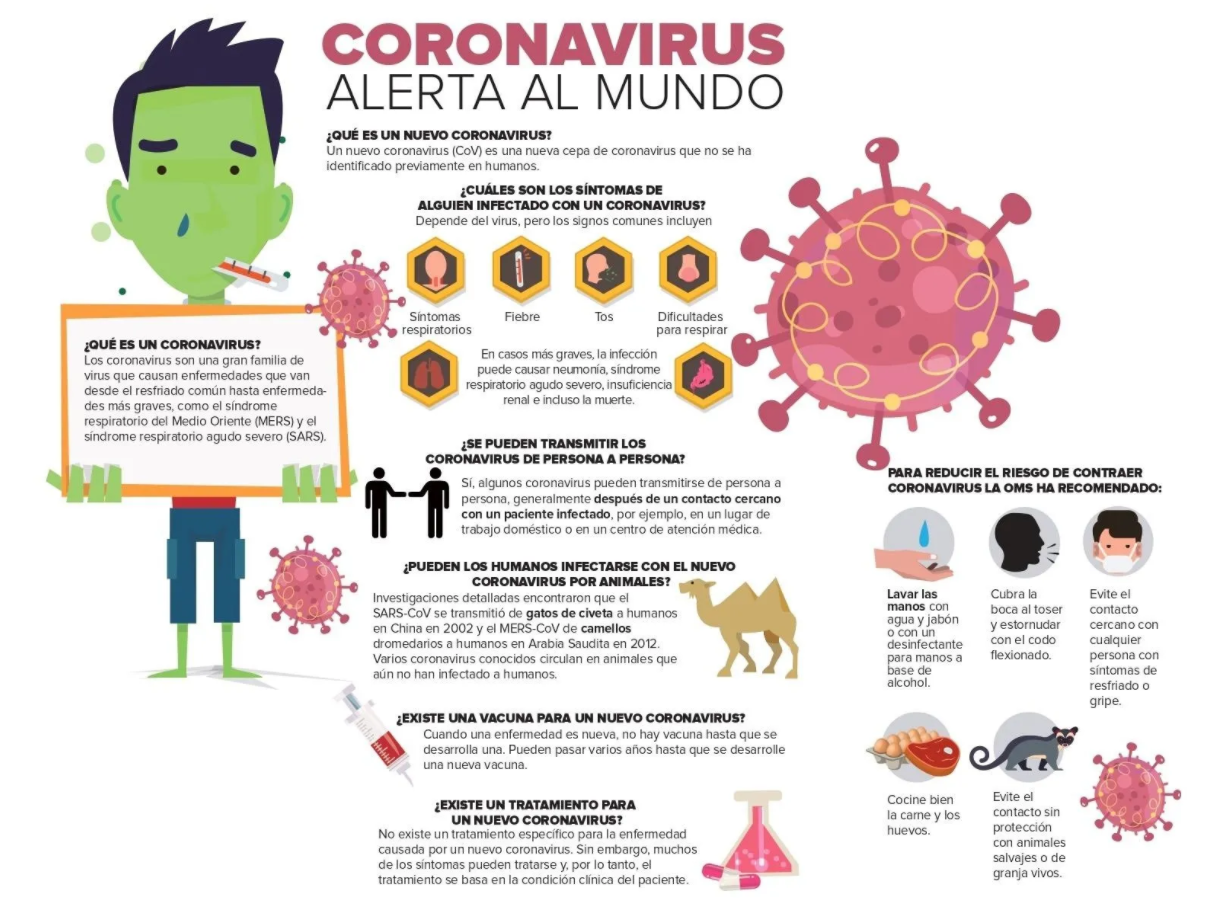 CORONAVIRUS
ALERTA AL MUNDO
¿QUÉ ES UN NUEVO CORONAVIRUS?
Un nuevo coronavirus (CoV) es una nueva cepa de coronavirus que no se ha
identificado previamente en humanos.
¿CUÁLES SON LOS SÍNTOMAS DE
ALGUIEN INFECTADO CON UN CORONAVIRUS?
Depende del virus, pero los signos comunes incluyen
Síntomas
respiratorios
Fiebre
Tos
Dificultades
para respirar
En casos más graves, la infección
puede causar neumonía, síndrome
respiratorio agudo severo, insuficiencia
renal e incluso la muerte.
¿QUÉ ES UN CORONAVIRUS?
Los coronavirus son una gran familia de
virus que causan enfermedades que van
desde el resfriado común hasta enfermeda-
des más graves, como el síndrome
respiratorio del Medio Oriente (MERS) y el
síndrome respiratorio agudo severo (SARS).
¿SE PUEDEN TRANSMITIR LOS
CORONAVIRUS DE PERSONA A PERSONA?
Sí, algunos coronavirus pueden transmitirse de persona a
persona, generalmente después de un contacto cercano
con un paciente infectado, por ejemplo, en un lugar de
trabajo doméstico o en un centro de atención médica.
¿PUEDEN LOS HUMANOS INFECTARSE CON EL NUEVO
CORONAVIRUS POR ANIMALES?
Investigaciones detalladas encontraron que el
SARS-CoV se transmitió de gatos de civeta a humanos
en China en 2002 y el MERS-CoV de camellos
dromedarios a humanos en Arabia Saudita en 2012.
Varios coronavirus conocidos circulan en animales que
aún no han infectado a humanos.
¿EXISTE UNA VACUNA PARA UN NUEVO CORONAVIRUS?
Cuando una enfermedad es nueva, no hay vacuna hasta que se
desarrolla una. Pueden pasar varios años hasta que se desarrolle
una nueva vacuna.
¿EXISTE UN TRATAMIENTO PARA
UN NUEVO CORONAVIRUS?
No existe un tratamiento específico para la enfermedad
causada por un nuevo coronavirus. Sin embargo, muchos
de los síntomas pueden tratarse y, por lo tanto, el
tratamiento se basa en la condición clínica del paciente.
PARA REDUCIR EL RIESGO DE CONTRAER
CORONAVIRUS LA OMS HA RECOMENDADO:
Lavar las
manos con
agua y jabón
o con un
desinfectante
para manos a
base de
alcohol.
Cubra la
boca al toser
y estornudar
con el codo
flexionado.
Evite el
contacto
cercano con
cualquier
persona con
síntomas de
resfriado o
gripe.
Cocine bien
la carne y los
huevos.
Evite el
contacto sin
protección
con animales
salvajes o de
granja vivos.